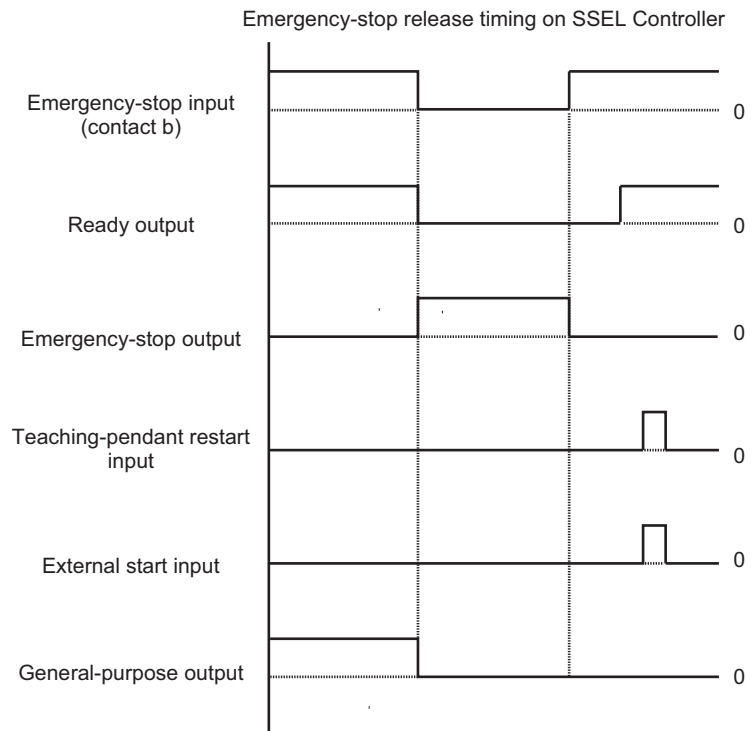 Emergency-stop release timing on SSEL Controller
Emergency-stop input
(contact b)
0
Ready output
0
Emergency-stop output
0
Teaching-pendant restart
input
0
External start input
0
General-purpose output
0